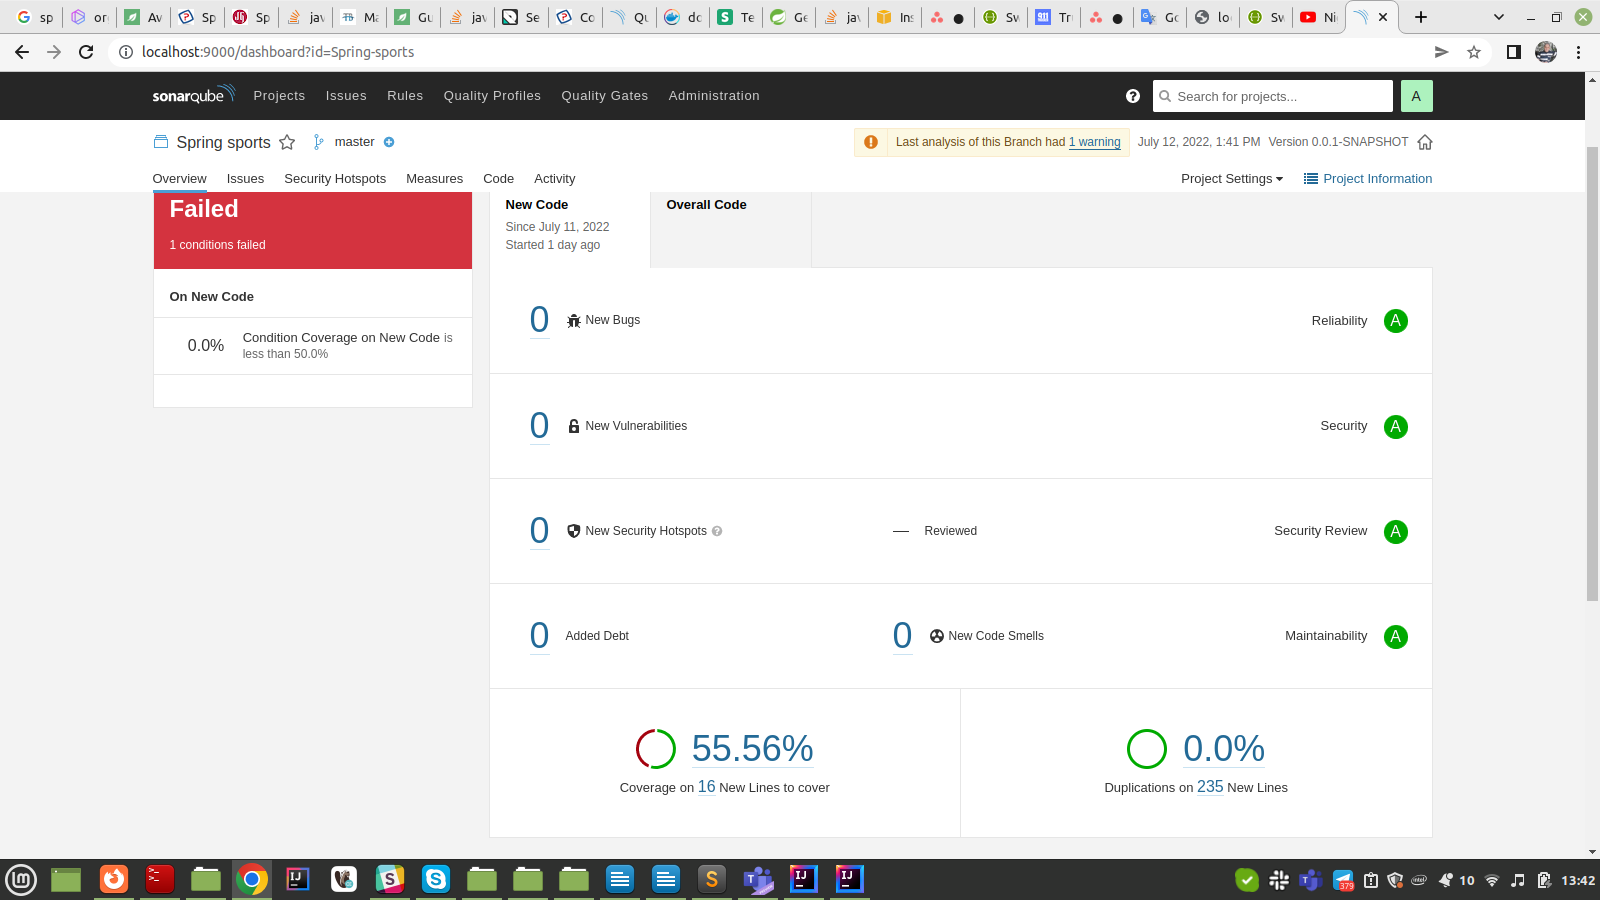 sp
or
Av
Sp
Sp
jav
Ma
Gu
jav
Se
Co
Qu
do
Te
Ge
jav
Ins
Sw
Tr
Go
lo
Sw
Ni
localhost:9000/dashboard?id=Spring-sports
sonarqube Projects Issues Rules Quality Profiles Quality Gates Administration Search for projects... A
Spring sports master Last analysis of this Branch had 1 warning July 12, 2022, 1:41 PM Version 0.0.1-SNAPSHOT
Overview Issues Security Hotspots Measures Code Activity Project Settings Project Information
Failed
1 conditions failed
On New Code
0.0% Condition Coverage on New Code is
less than 50.0%
New Code Overall Code
Since July 11, 2022
Started 1 day ago
0 New Bugs Reliability A
0 New Vulnerabilities Security A
0 New Security Hotspots ? Reviewed Security Review A
0 Added Debt 0 New Code Smells Maintainability A
55.56%
Coverage on 16 New Lines to cover
0.0%
Duplications on 235 New Lines
379 10 13:42